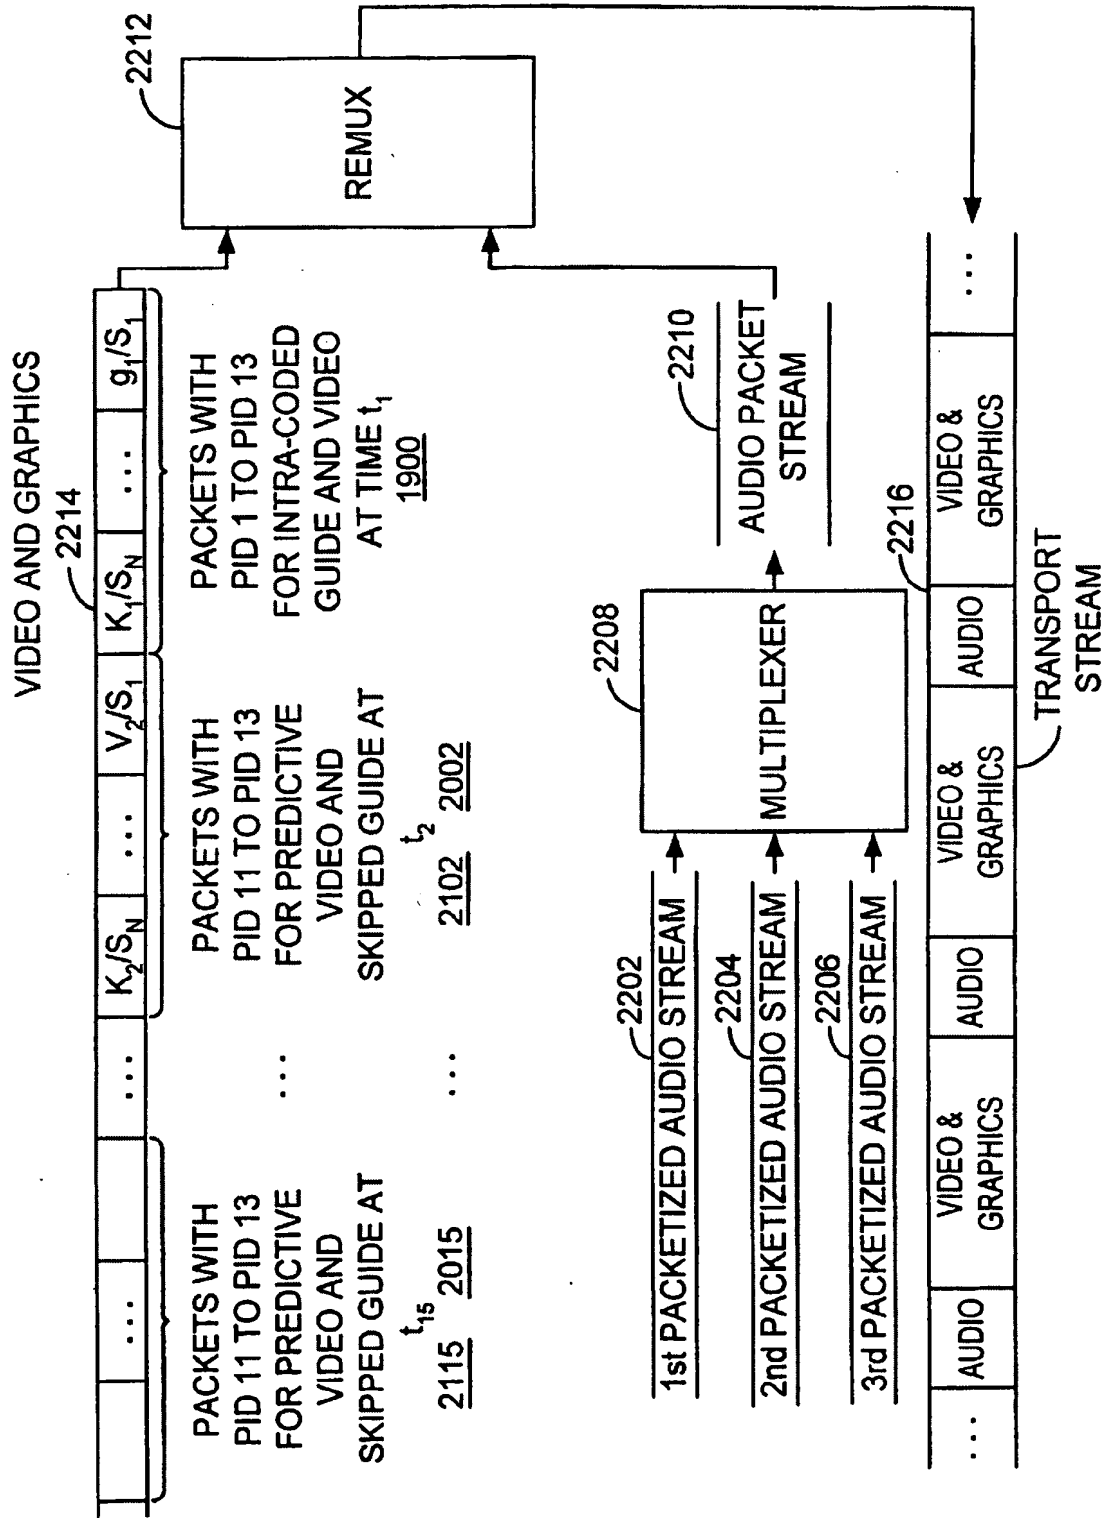 VIDEO AND GRAPHICS
2214
... K₂/Sₙ ... V₂/S₁ K₁/Sₙ ... g₁/S₁
...
PACKETS WITH
PID 11 TO PID 13
FOR PREDICTIVE
VIDEO AND
SKIPPED GUIDE AT
t₁₅
2115 2015
...
...
PACKETS WITH
PID 11 TO PID 13
FOR PREDICTIVE
VIDEO AND
SKIPPED GUIDE AT
t₂
2102 2002
PACKETS WITH
PID 1 TO PID 13
FOR INTRA-CODED
GUIDE AND VIDEO
AT TIME t₁
1900
2212
REMUX
2202
1st PACKETIZED AUDIO STREAM
2204
2nd PACKETIZED AUDIO STREAM
2206
3rd PACKETIZED AUDIO STREAM
2208
MULTIPLEXER
2210
AUDIO PACKET
STREAM
2216
... AUDIO VIDEO & GRAPHICS AUDIO VIDEO & GRAPHICS AUDIO VIDEO & GRAPHICS ...
TRANSPORT
STREAM